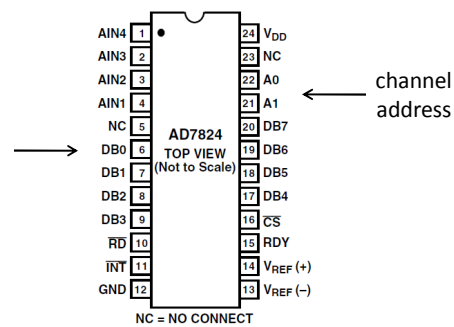 AIN4 1 24 VDD
AIN3 2 23 NC
AIN2 3 22 A0
AIN1 4 21 A1
NC 5 20 DB7
DB0 6 19 DB6
DB1 7 18 DB5
DB2 8 17 DB4
DB3 9 16 CS
RD 10 15 RDY
INT 11 14 VREF (+)
GND 12 13 VREF (–)
AD7824
TOP VIEW
(Not to Scale)
NC = NO CONNECT
channel
address